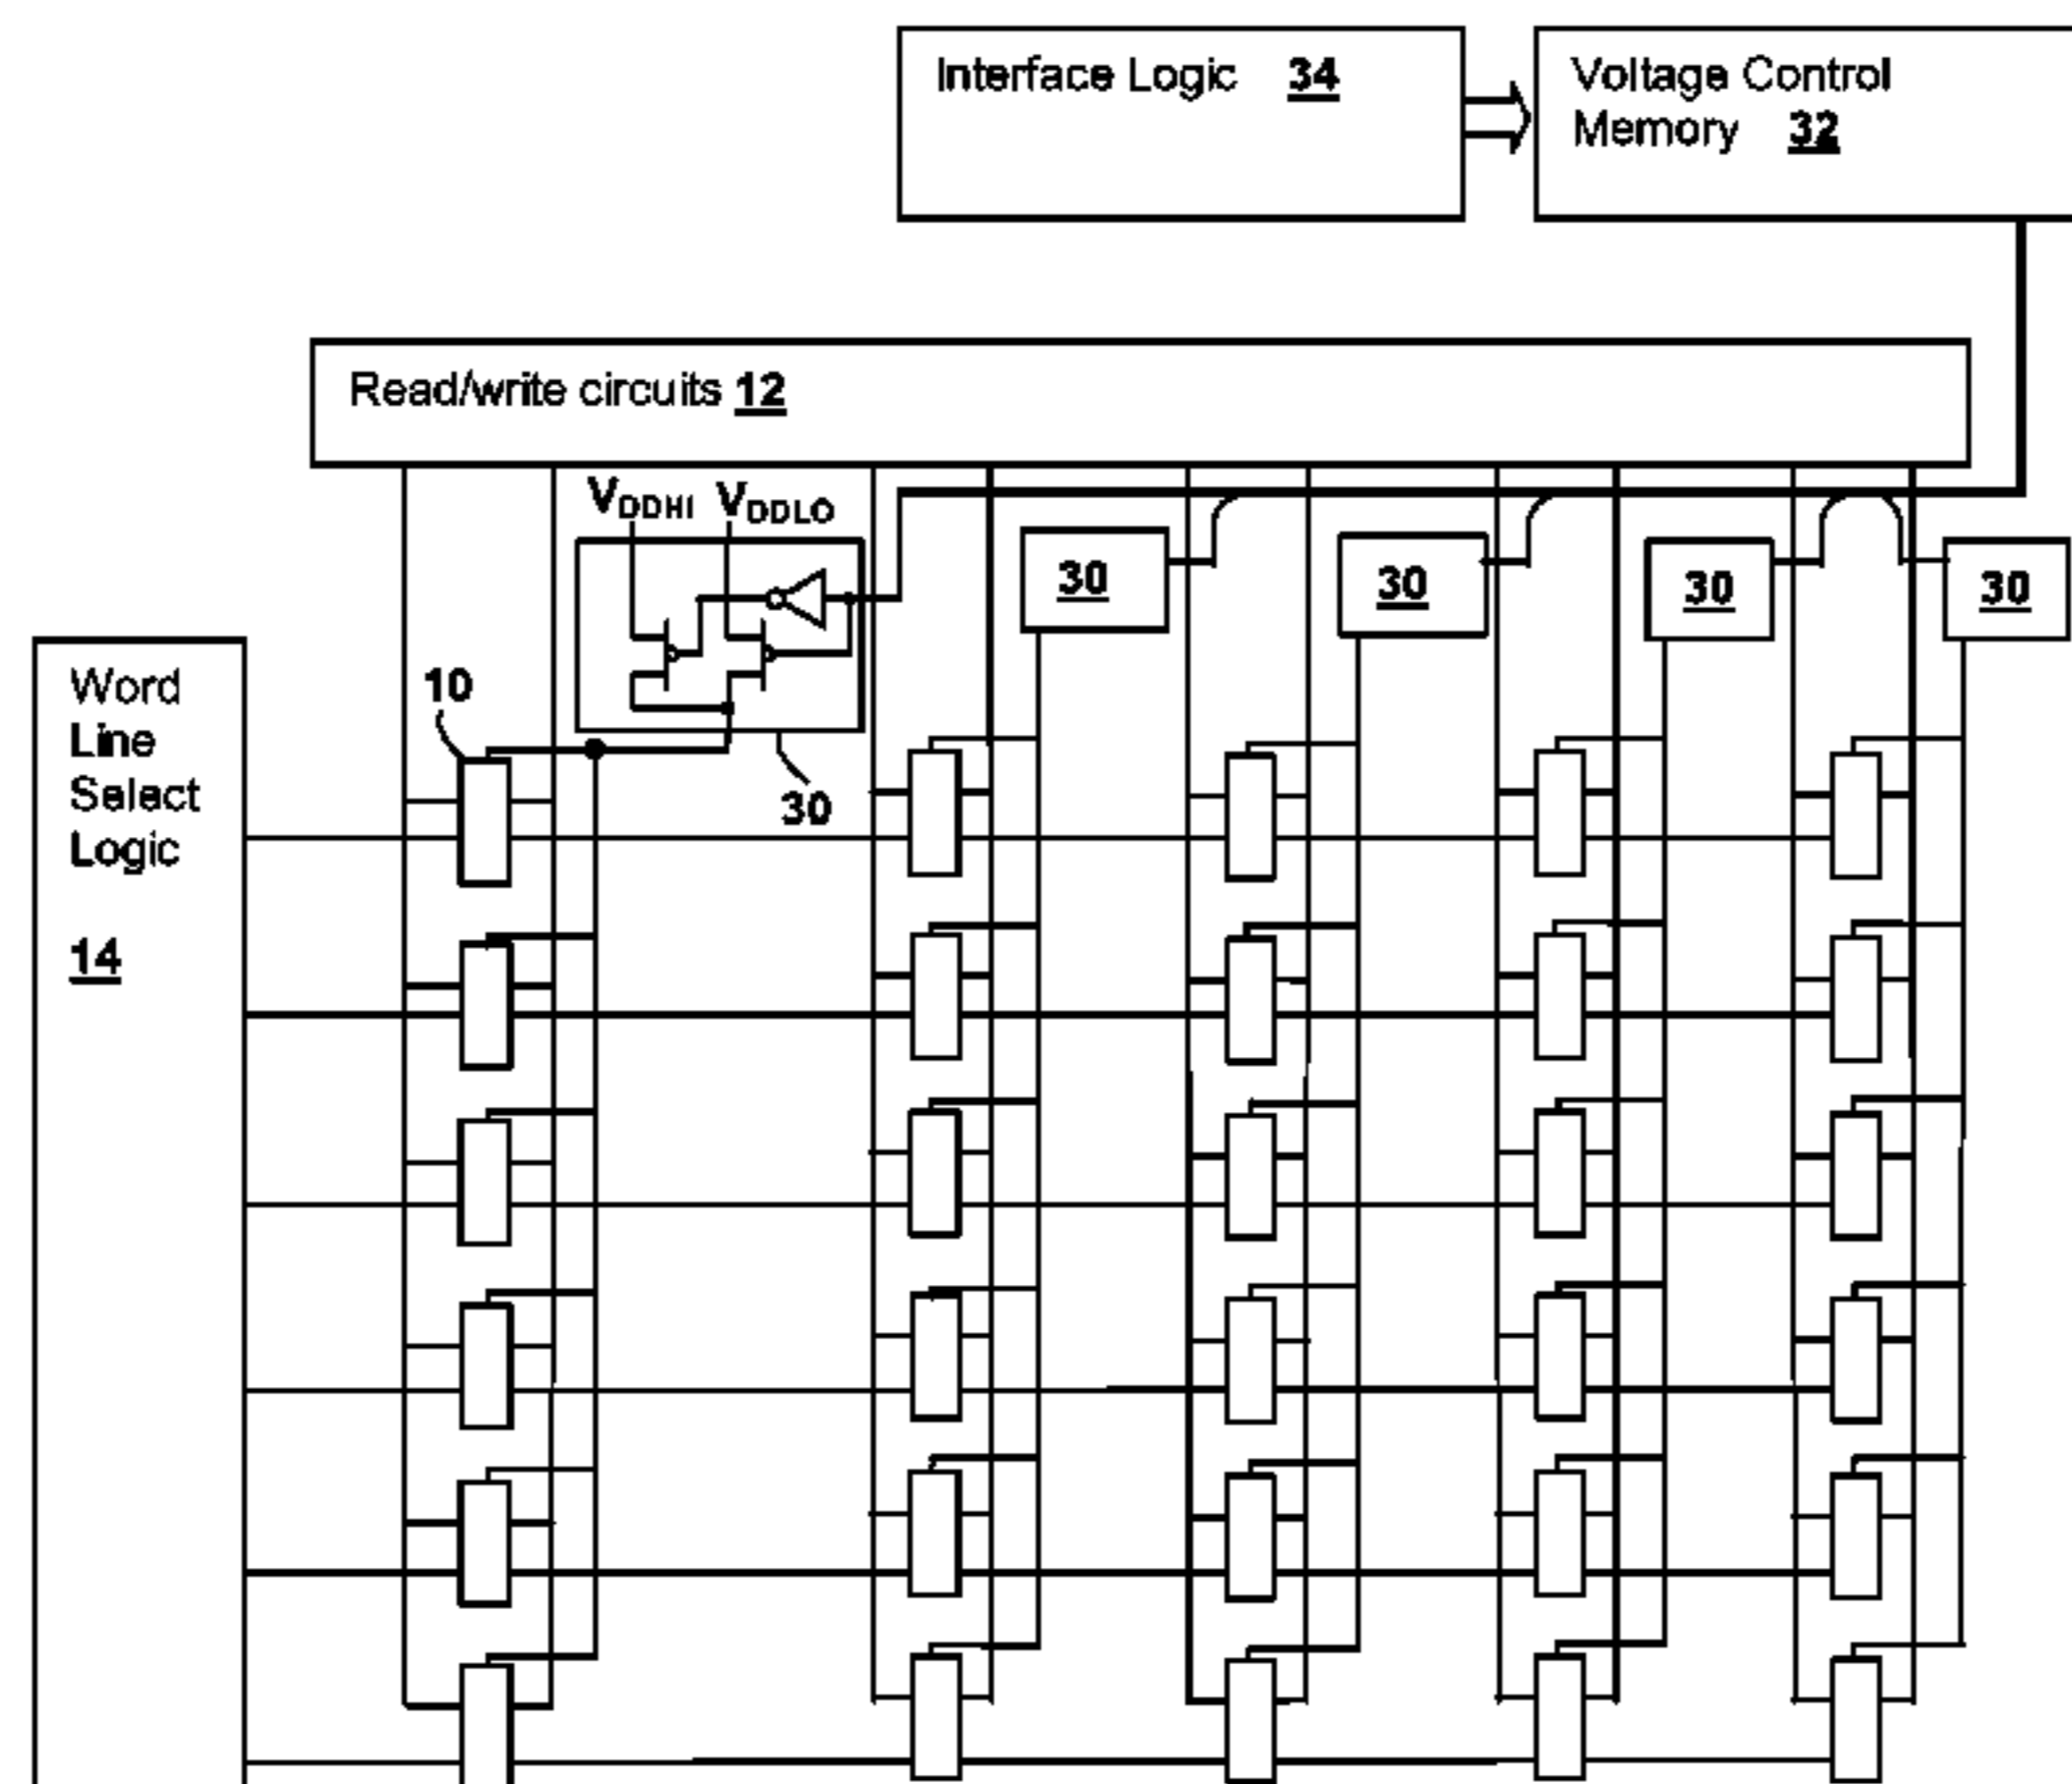 Interface Logic 34
Voltage Control
Memory 32
Read/write circuits 12
VDDHI VDDLO
30
30
30
30
Word
Line
Select
Logic
14
10
30